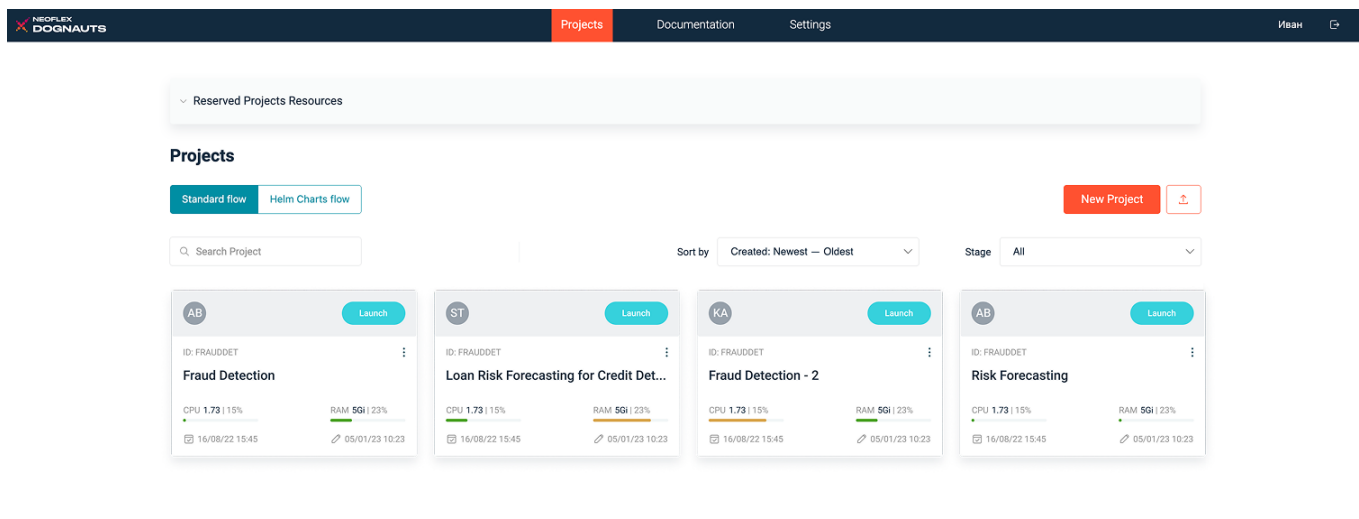 NEOFLEX
DOGNAUTS
Projects
Documentation
Settings
Иван
Reserved Projects Resources
Projects
Standard flow
Helm Charts flow
New Project
Search Project
Sort by
Created: Newest — Oldest
Stage
All
AB
Launch
ID: FRAUDDET
Fraud Detection
CPU 1.73 | 15%
RAM 5Gi | 23%
16/08/22 15:45
05/01/23 10:23
ST
Launch
ID: FRAUDDET
Loan Risk Forecasting for Credit Det...
CPU 1.73 | 15%
RAM 5Gi | 23%
16/08/22 15:45
05/01/23 10:23
KA
Launch
ID: FRAUDDET
Fraud Detection - 2
CPU 1.73 | 15%
RAM 5Gi | 23%
16/08/22 15:45
05/01/23 10:23
AB
Launch
ID: FRAUDDET
Risk Forecasting
CPU 1.73 | 15%
RAM 5Gi | 23%
16/08/22 15:45
05/01/23 10:23